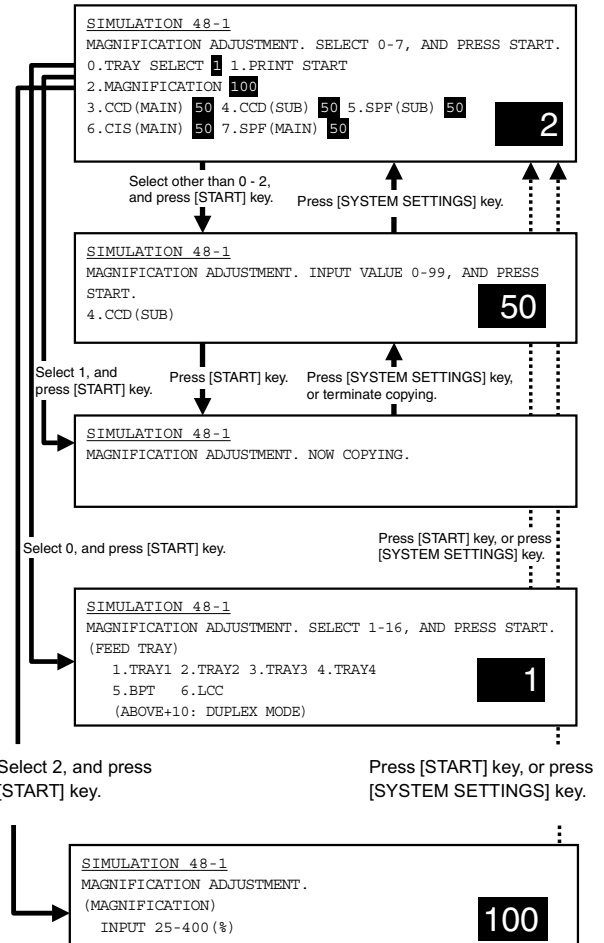 SIMULATION 48-1
MAGNIFICATION ADJUSTMENT. SELECT 0-7, AND PRESS START.
0.TRAY SELECT 1 1.PRINT START
2.MAGNIFICATION 100
3.CCD(MAIN) 50 4.CCD(SUB) 50 5.SPF(SUB) 50
6.CIS(MAIN) 50 7.SPF(MAIN) 50
2
Select other than 0 - 2,
and press [START] key.
Press [SYSTEM SETTINGS] key.
SIMULATION 48-1
MAGNIFICATION ADJUSTMENT. INPUT VALUE 0-99, AND PRESS
START.
4.CCD(SUB)
50
Select 1, and
press [START] key.
Press [START] key.
Press [SYSTEM SETTINGS] key,
or terminate copying.
SIMULATION 48-1
MAGNIFICATION ADJUSTMENT. NOW COPYING.
Select 0, and press [START] key.
Press [START] key, or press
[SYSTEM SETTINGS] key.
SIMULATION 48-1
MAGNIFICATION ADJUSTMENT. SELECT 1-16, AND PRESS START.
(FEED TRAY)
1.TRAY1 2.TRAY2 3.TRAY3 4.TRAY4
5.BPT 6.LCC
(ABOVE+10: DUPLEX MODE)
1
Select 2, and press
[START] key.
Press [START] key, or press
[SYSTEM SETTINGS] key.
SIMULATION 48-1
MAGNIFICATION ADJUSTMENT.
(MAGNIFICATION)
INPUT 25-400(%)
100